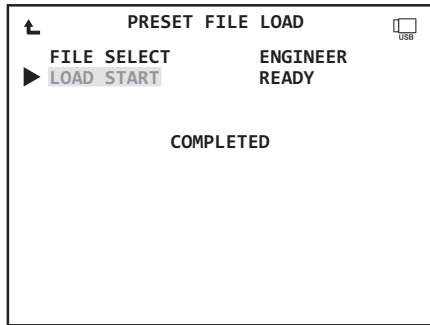 PRESET FILE LOAD
USB
FILE SELECT ENGINEER
LOAD START READY
COMPLETED